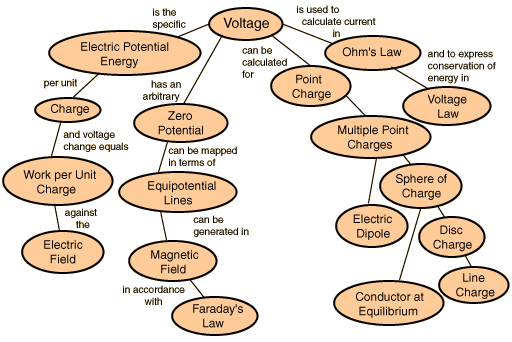 is the
specific
Voltage
is used to
calculate current
in
Electric Potential
Energy
can be
calculated
for
Ohm's Law
and to express
conservation of
energy in
per unit
has an
arbitrary
Point
Charge
Voltage
Law
Charge
Zero
Potential
and voltage
change equals
can be mapped
in terms of
Multiple Point
Charges
Work per Unit
Charge
Equipotential
Lines
Sphere of
Charge
against
the
can be
generated in
Electric
Dipole
Disc
Charge
Electric
Field
Magnetic
Field
Line
Charge
in accordance
with
Faraday's
Law
Conductor at
Equilibrium